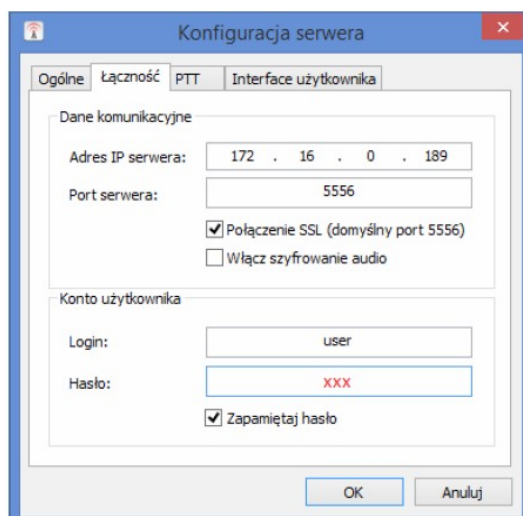 Konfiguracja serwera
Ogólne Łączność PTT Interface użytkownika
Dane komunikacyjne
Adres IP serwera: 172 . 16 . 0 . 189
Port serwera: 5556
Połączenie SSL (domyślny port 5556)
Włącz szyfrowanie audio
Konto użytkownika
Login: user
Hasło: xxx
Zapamiętaj hasło
OK Anuluj